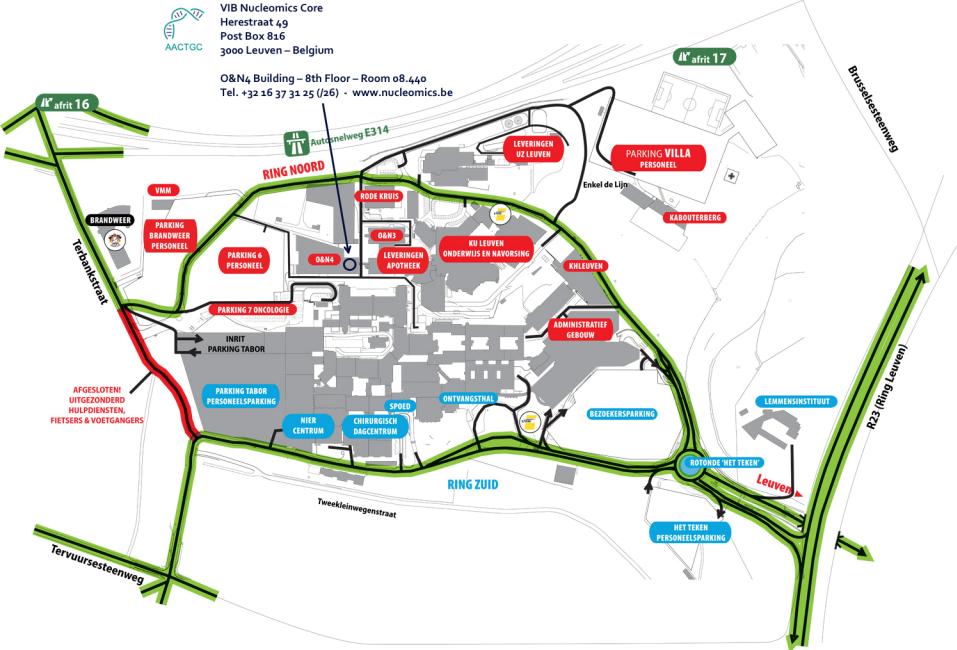 VIB Nucleomics Core
Herestraat 49
Post Box 816
3000 Leuven – Belgium
AACTGC
O&N4 Building – 8th Floor – Room 08.440
Tel. +32 16 37 31 25 (/26) - www.nucleomics.be
afrit 17
afrit 16
Brusselsesteenweg
Autosnelweg E314
LEVERINGEN
UZ LEUVEN
PARKING VILLA
PERSONEEL
RING NOORD
Enkel de Lijn
VMM
RODE KRUIS
KABOUTERBERG
BRANDWEER
PARKING
BRANDWEER
PERSONEEL
O&N3
KU LEUVEN
ONDERWIJS EN NAVORSING
PARKING 6
PERSONEEL
O&N4
LEVERINGEN
APOTHEEK
KHLEUVEN
Terbankstraat
PARKING 7 ONCOLOGIE
ADMINISTRATIEF
GEBOUW
INRIT
PARKING TABOR
R23 (Ring Leuven)
AFGESLOTEN!
UITGEZONDERD
HULPDIENSTEN,
FIETSERS & VOETGANGERS
PARKING TABOR
PERSONEELSPARKING
ONTVANGSTHAL
SPOED
LEMMENSINSTITUUT
BEZOEKERSPARKING
NIER
CENTRUM
CHIRURGISCH
DAGCENTRUM
ROTONDE 'HET TEKEN'
RING ZUID
Leuven
Tweekleinwegenstraat
HET TEKEN
PERSONEELSPARKING
Tervuursesteenweg